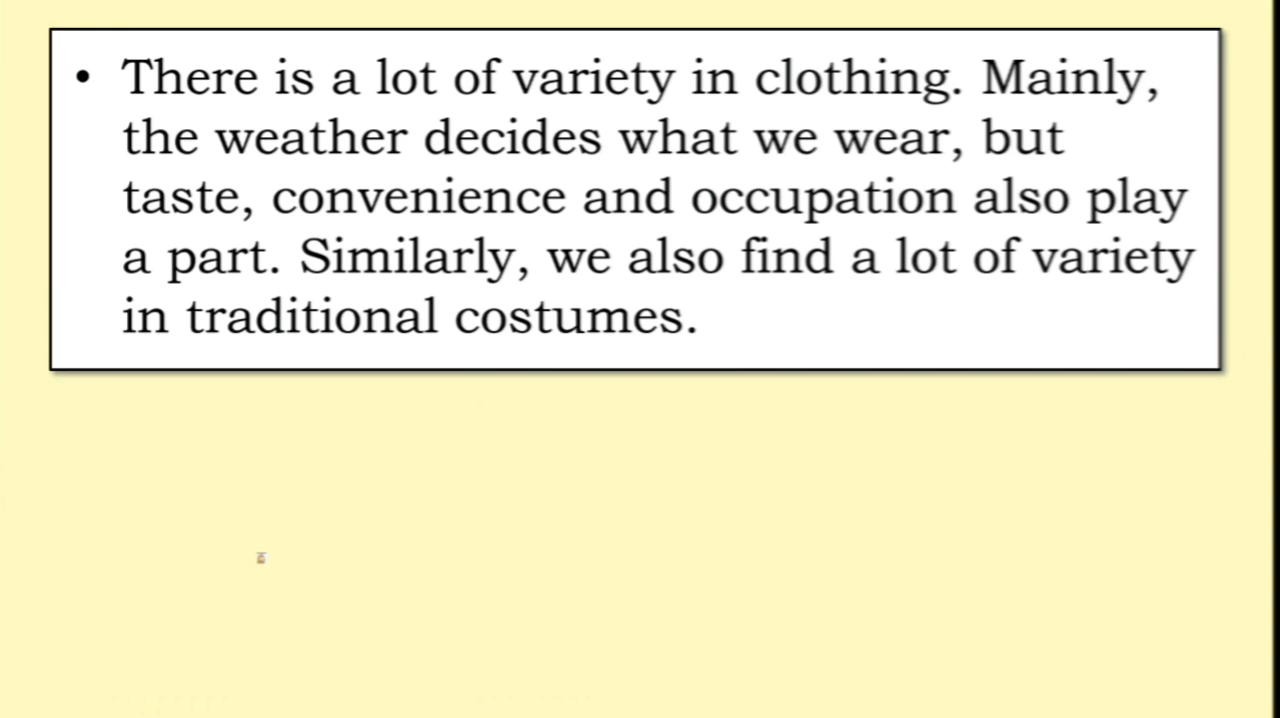 • There is a lot of variety in clothing. Mainly,
the weather decides what we wear, but
taste, convenience and occupation also play
a part. Similarly, we also find a lot of variety
in traditional costumes.